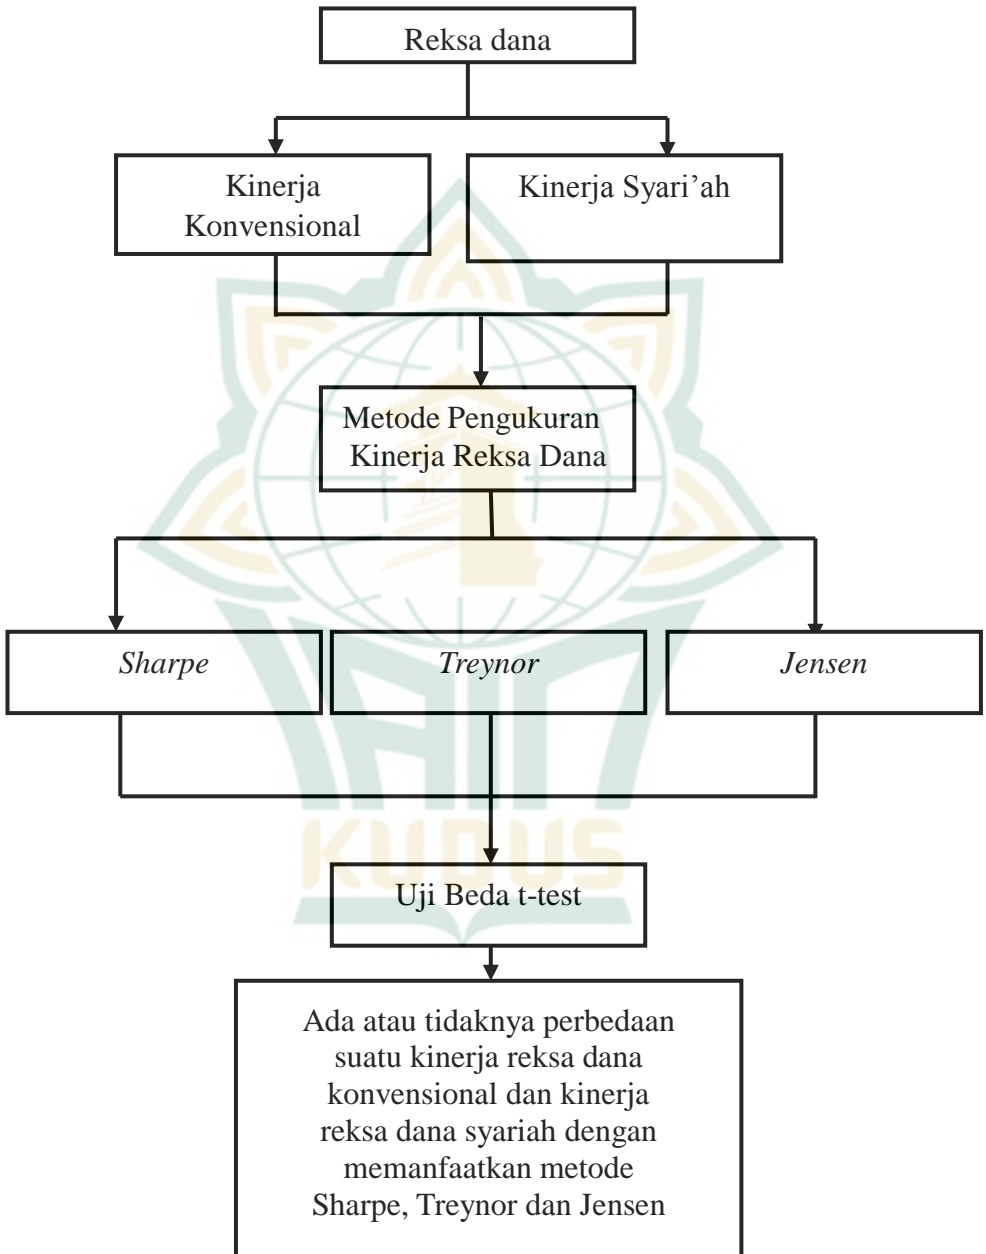 Reksa dana
Kinerja
Konvensional
Kinerja Syari’ah
Metode Pengukuran
Kinerja Reksa Dana
Sharpe
Treynor
Jensen
KUDUS
Uji Beda t-test
Ada atau tidaknya perbedaan
suatu kinerja reksa dana
konvensional dan kinerja
reksa dana syariah dengan
memanfaatkan metode
Sharpe, Treynor dan Jensen